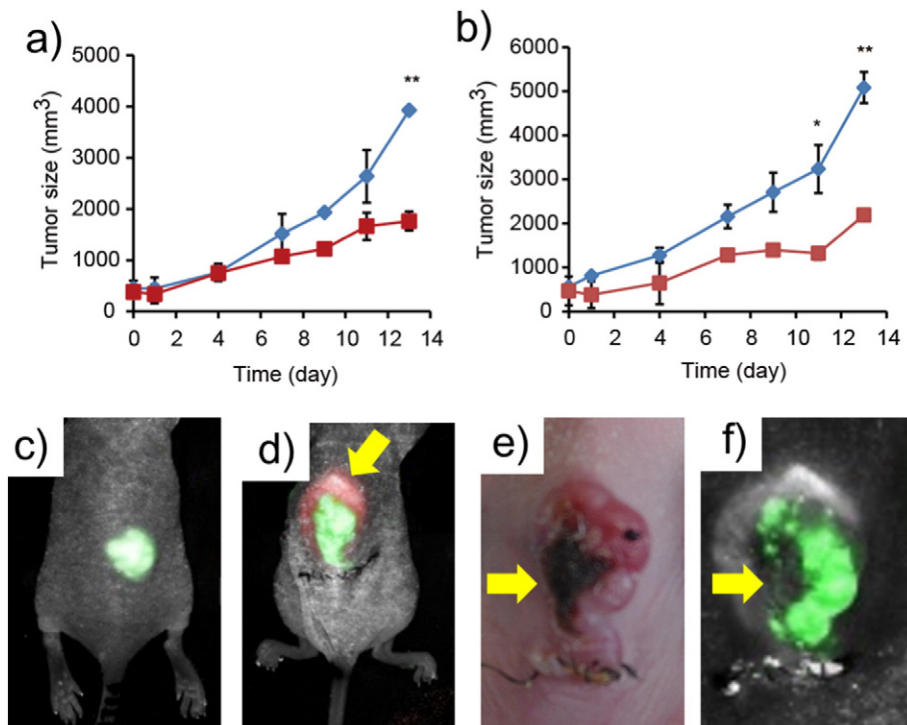 a)
5000
4000
3000
2000
1000
0
Tumor size (mm3)
**
0 2 4 6 8 10 12 14
Time (day)
b)
6000
5000
4000
3000
2000
1000
0
Tumor size (mm3)
*
**
0 2 4 6 8 10 12 14
Time (day)
c)
d)
e)
f)